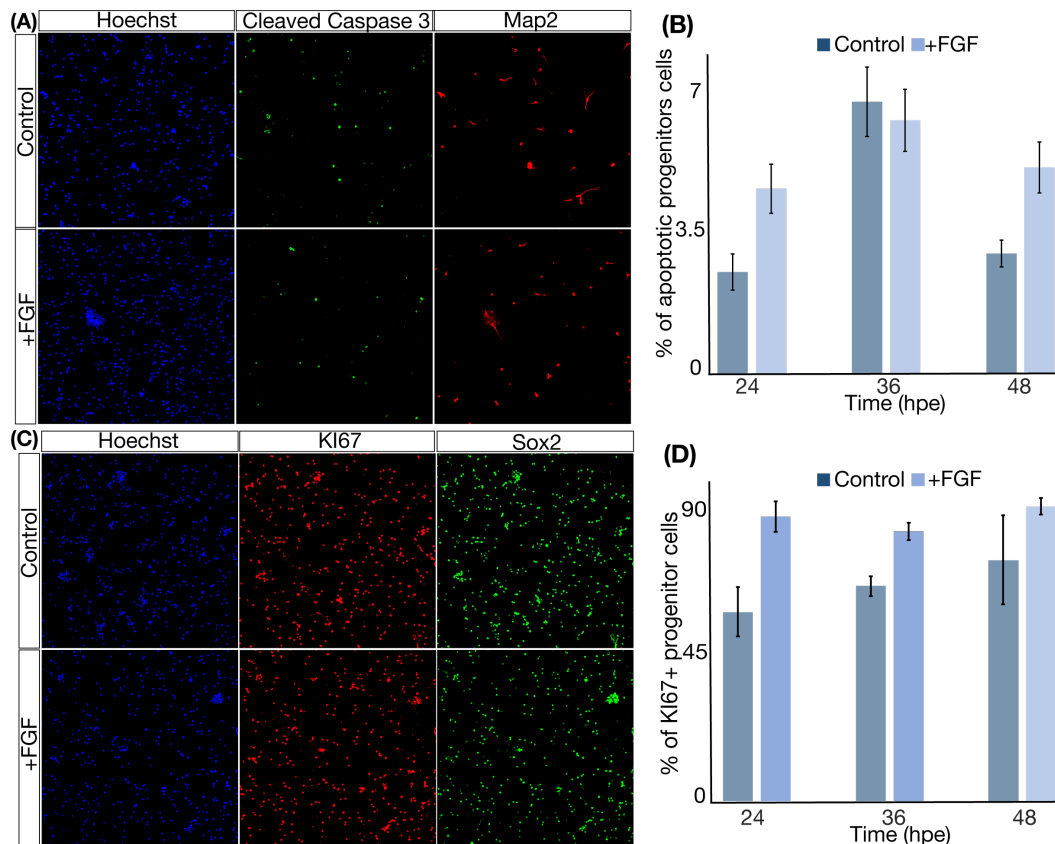 (A)
Hoechst
Cleaved Caspase 3
Map2
Control
+FGF
(B)
Control
+FGF
% of apoptotic progenitors cells
7
3.5
0
24
36
48
Time (hpe)
(C)
Hoechst
KI67
Sox2
Control
+FGF
(D)
Control
+FGF
% of KI67+ progenitor cells
90
45
0
24
36
48
Time (hpe)